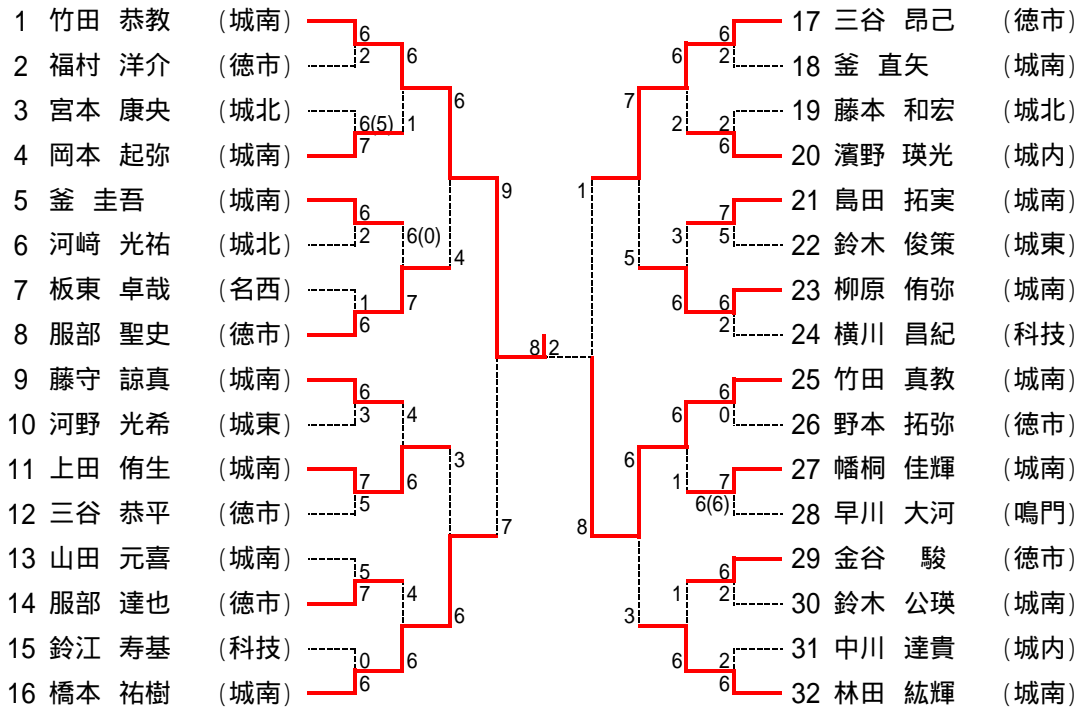 1 竹田 恭教 (城南)
2 福村 洋介 (徳市)
3 宮本 康央 (城北)
4 岡本 起弥 (城南)
5 釜 圭吾 (城南)
6 河﨑 光祐 (城北)
7 板東 卓哉 (名西)
8 服部 聖史 (徳市)
9 藤守 諒真 (城南)
10 河野 光希 (城東)
11 上田 侑生 (城南)
12 三谷 恭平 (徳市)
13 山田 元喜 (城南)
14 服部 達也 (徳市)
15 鈴江 寿基 (科技)
16 橋本 祐樹 (城南)
6
2
6(5)
7
6
2
1
6
6
3
7
5
5
7
0
6
6
1
6(0)
7
4
6
4
6
6
4
3
6
9
7
8 2
1
8
7
5
6
3
6
2
3
6
6
1
1
6
6
2
2
6
7
5
6
2
6
0
7
6(6)
6
2
2
6
17 三谷 昂己 (徳市)
18 釜 直矢 (城南)
19 藤本 和宏 (城北)
20 濱野 瑛光 (城内)
21 島田 拓実 (城南)
22 鈴木 俊策 (城東)
23 柳原 侑弥 (城南)
24 横川 昌紀 (科技)
25 竹田 真教 (城南)
26 野本 拓弥 (徳市)
27 幡桐 佳輝 (城南)
28 早川 大河 (鳴門)
29 金谷 駿 (徳市)
30 鈴木 公瑛 (城南)
31 中川 達貴 (城内)
32 林田 紘輝 (城南)